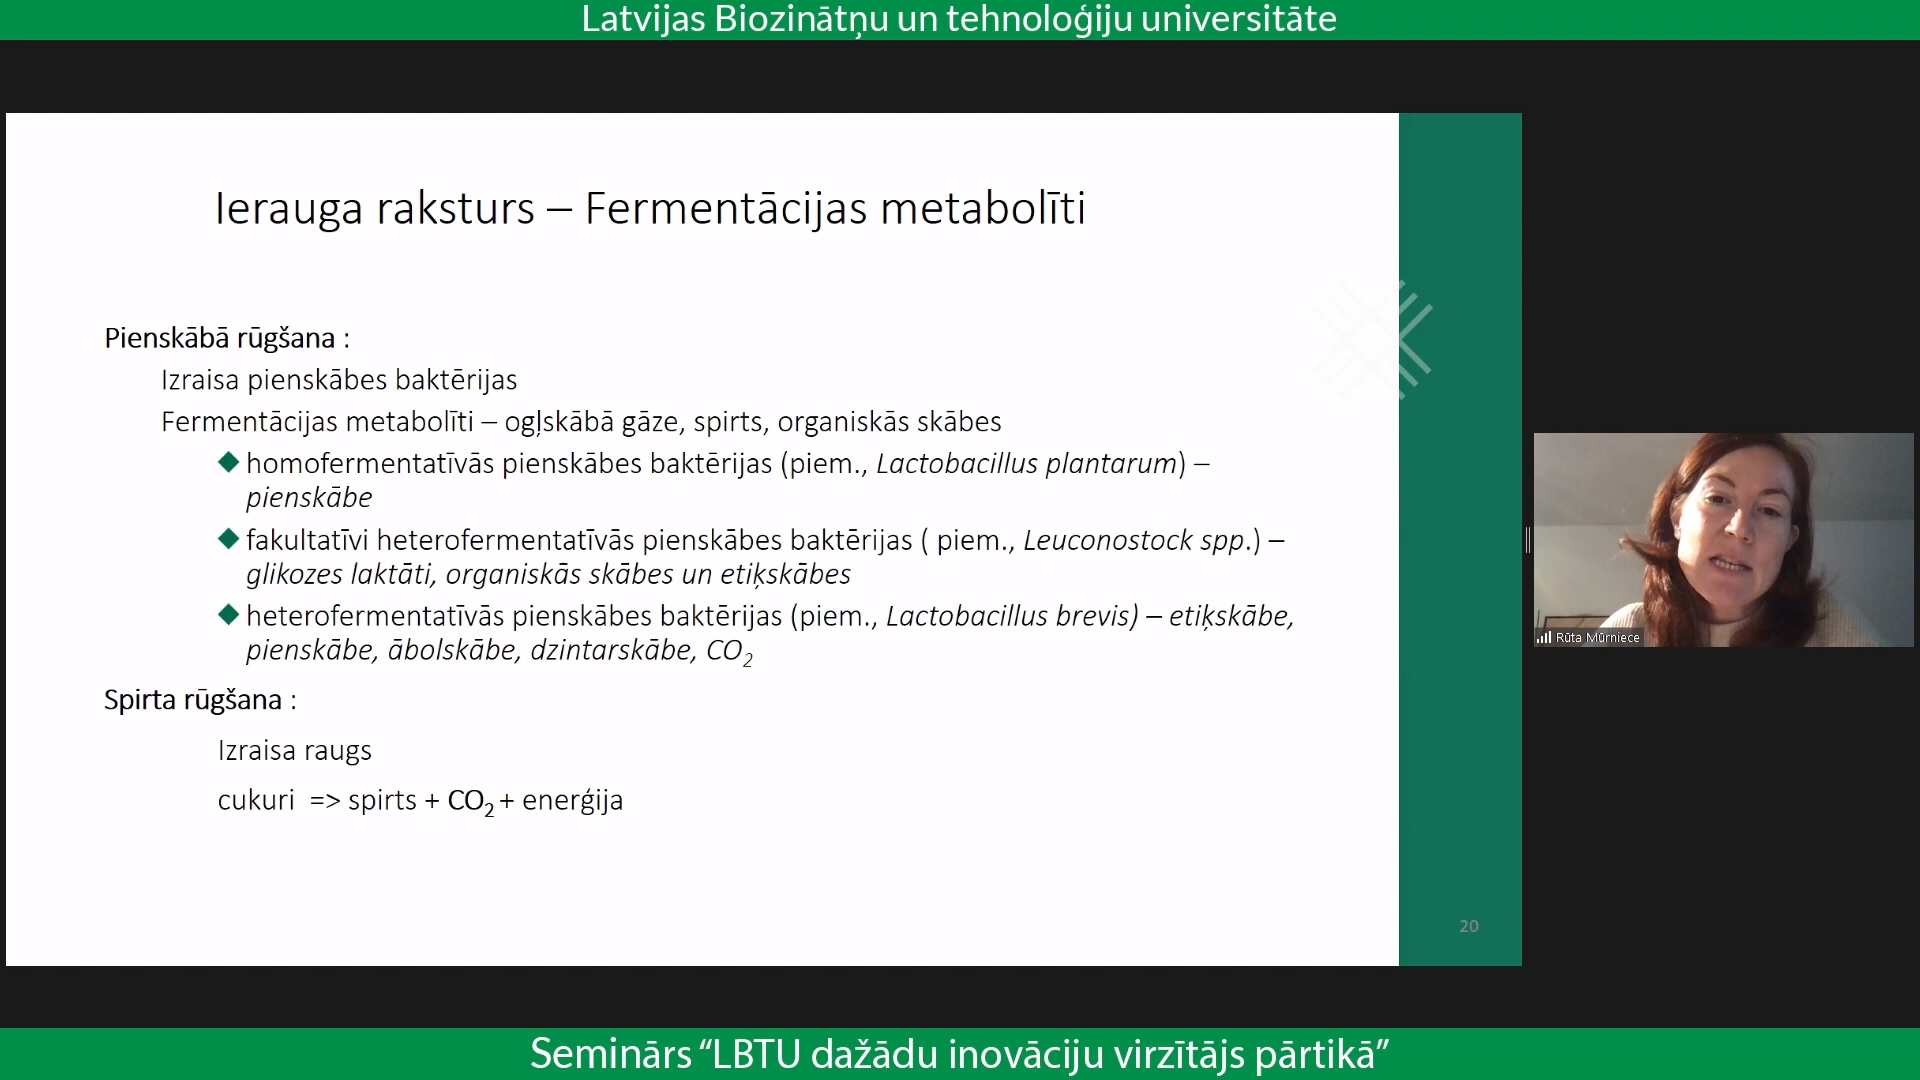 Latvijas Biozinātņu un tehnoloģiju universitāte
Ierauga raksturs – Fermentācijas metabolīti
Pienskābā rūgšana :
Izraisa pienskābes baktērijas
Fermentācijas metabolīti – ogļskābā gāze, spirts, organiskās skābes
homofermentatīvās pienskābes baktērijas (piem., Lactobacillus plantarum) –
pienskābe
fakultatīvi heterofermentatīvās pienskābes baktērijas ( piem., Leuconostock spp.) –
glikozes laktāti, organiskās skābes un etiķskābes
heterofermentatīvās pienskābes baktērijas (piem., Lactobacillus brevis) – etiķskābe,
pienskābe, ābolskābe, dzintarskābe, CO₂
Spirta rūgšana :
Izraisa raugs
cukuri => spirts + CO₂ + enerģija
20
Rūta Mūrniece
Seminārs “LBTU dažādu inovāciju virzītājs pārtikā”